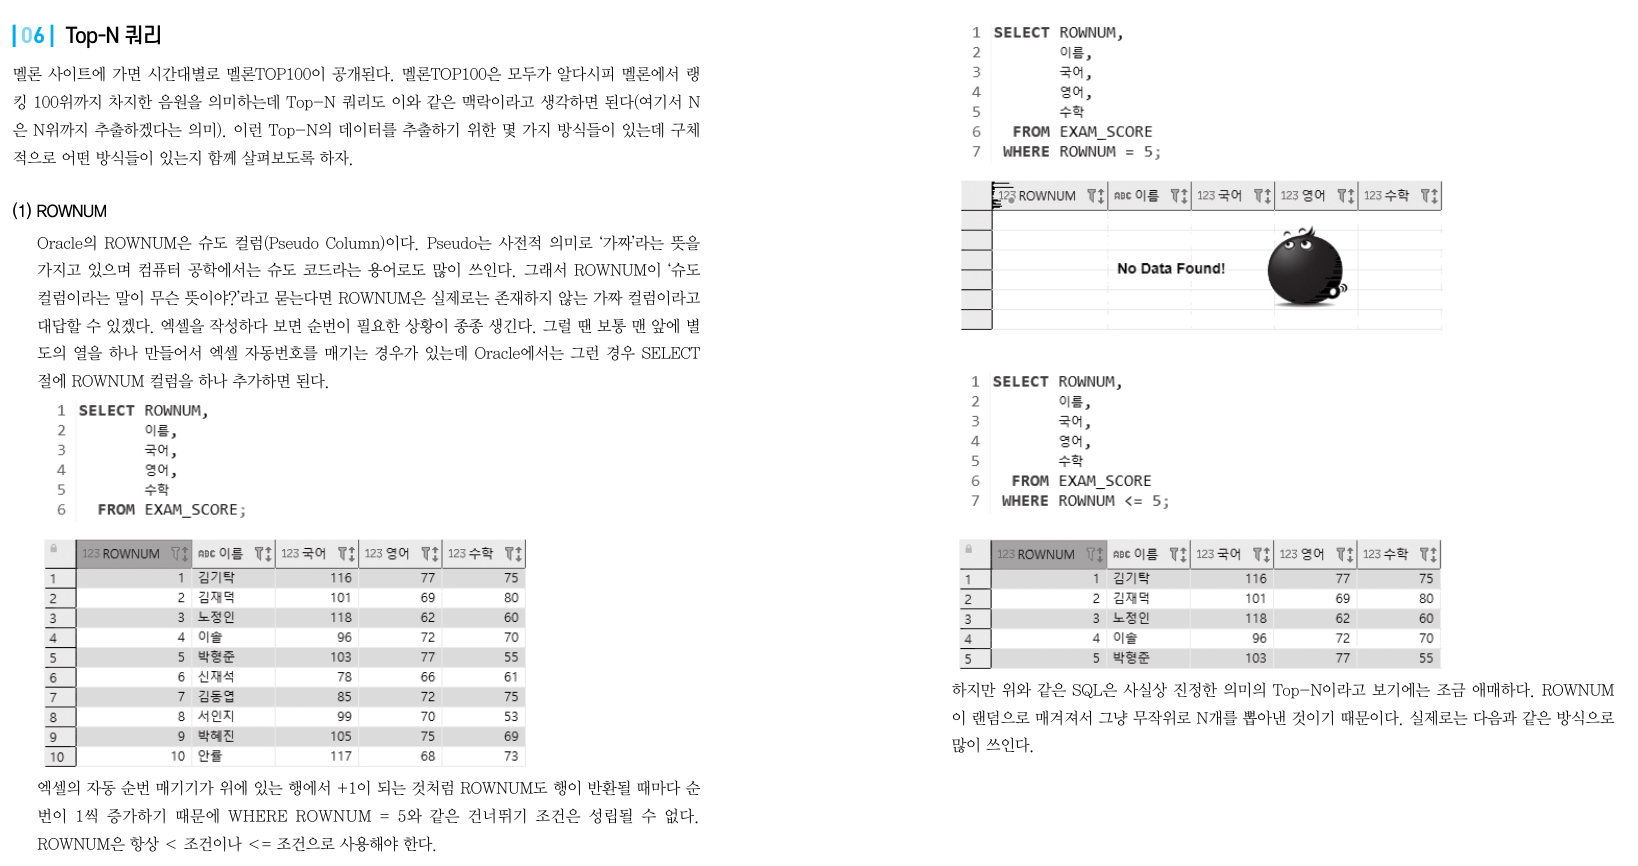 06 Top-N 쿼리
멜론 사이트에 가면 시간대별로 멜론TOP100이 공개된다. 멜론TOP100은 모두가 알다시피 멜론에서 랭
킹 100위까지 차지한 음원을 의미하는데 Top-N 쿼리도 이와 같은 맥락이라고 생각하면 된다(여기서 N
은 N위까지 추출하겠다는 의미). 이런 Top-N의 데이터를 추출하기 위한 몇 가지 방식들이 있는데 구체
적으로 어떤 방식들이 있는지 함께 살펴보도록 하자.
(1) ROWNUM
Oracle의 ROWNUM은 슈도 컬럼(Pseudo Column)이다. Pseudo는 사전적 의미로 '가짜'라는 뜻을
가지고 있으며 컴퓨터 공학에서는 슈도 코드라는 용어로도 많이 쓰인다. 그래서 ROWNUM이 '슈도
컬럼이라는 말이 무슨 뜻이야?'라고 묻는다면 ROWNUM은 실제로는 존재하지 않는 가짜 컬럼이라고
대답할 수 있겠다. 엑셀을 작성하다 보면 순번이 필요한 상황이 종종 생긴다. 그럴 땐 보통 맨 앞에 별
도의 열을 하나 만들어서 엑셀 자동번호를 매기는 경우가 있는데 Oracle에서는 그런 경우 SELECT
절에 ROWNUM 컬럼을 하나 추가하면 된다.
1 SELECT ROWNUM,
2 이름,
3 국어,
4 영어,
5 수학
6 FROM EXAM_SCORE;
123 ROWNUM ABC 이름 123 국어 123 영어 123 수학
1 1 김기탁 116 77 75
2 2 김재덕 101 69 80
3 3 노정인 118 62 60
4 4 이솔 96 72 70
5 5 박형준 103 77 55
6 6 신재석 78 66 61
7 7 김동엽 85 72 75
8 8 서인지 99 70 53
9 9 박혜진 105 75 69
10 10 안률 117 68 73
엑셀의 자동 순번 매기기가 위에 있는 행에서 +1이 되는 것처럼 ROWNUM도 행이 반환될 때마다 순
번이 1씩 증가하기 때문에 WHERE ROWNUM = 5와 같은 건너뛰기 조건은 성립될 수 없다.
ROWNUM은 항상 < 조건이나 <= 조건으로 사용해야 한다.
1 SELECT ROWNUM,
2 이름,
3 국어,
4 영어,
5 수학
6 FROM EXAM_SCORE
7 WHERE ROWNUM = 5;
123 ROWNUM ABC 이름 123 국어 123 영어 123 수학
No Data Found!
1 SELECT ROWNUM,
2 이름,
3 국어,
4 영어,
5 수학
6 FROM EXAM_SCORE
7 WHERE ROWNUM <= 5;
123 ROWNUM ABC 이름 123 국어 123 영어 123 수학
1 1 김기탁 116 77 75
2 2 김재덕 101 69 80
3 3 노정인 118 62 60
4 4 이솔 96 72 70
5 5 박형준 103 77 55
하지만 위와 같은 SQL은 사실상 진정한 의미의 Top-N이라고 보기에는 조금 애매하다. ROWNUM
이 랜덤으로 매겨져서 그냥 무작위로 N개를 뽑아낸 것이기 때문이다. 실제로는 다음과 같은 방식으로
많이 쓰인다.